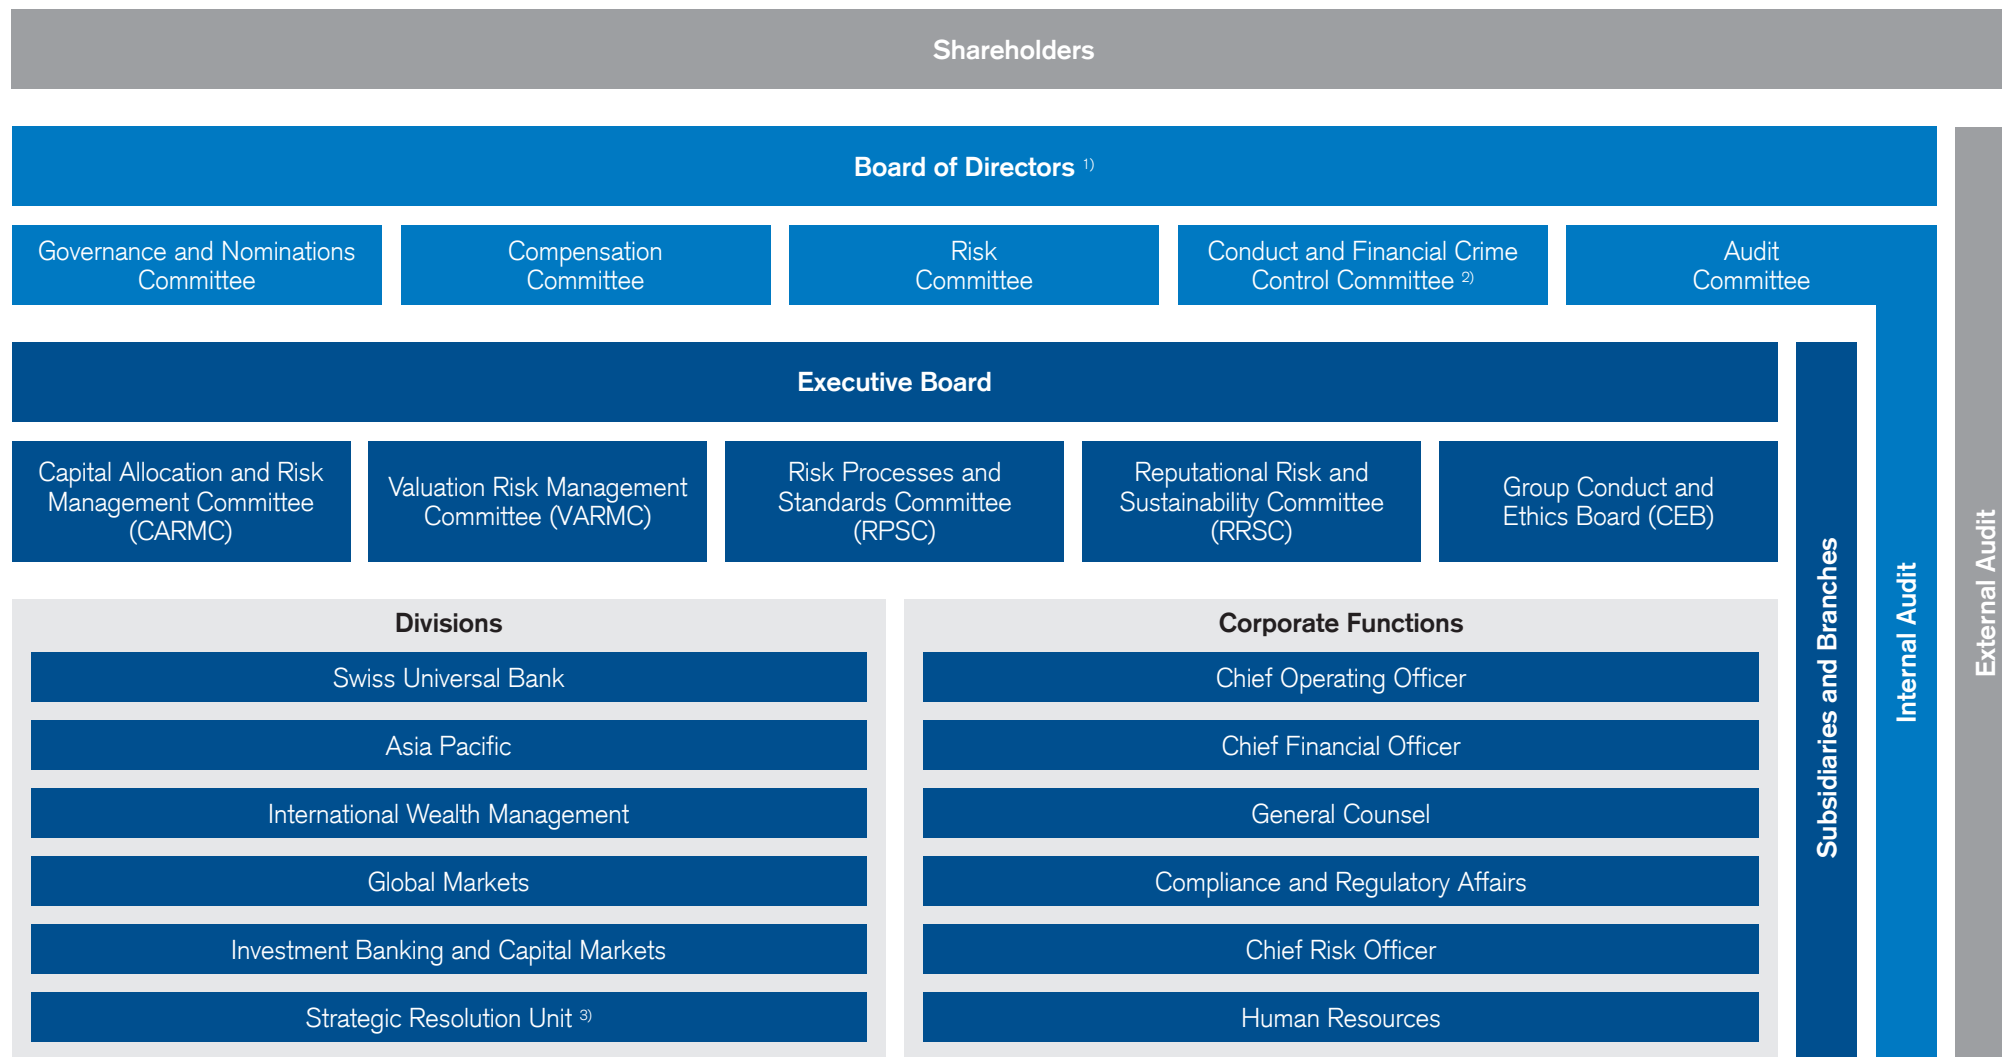 Shareholders
Board of Directors 1)
Governance and Nominations
Committee
Compensation
Committee
Risk
Committee
Conduct and Financial Crime
Control Committee 2)
Audit
Committee
Executive Board
Capital Allocation and Risk
Management Committee
(CARMC)
Valuation Risk Management
Committee (VARMC)
Risk Processes and
Standards Committee
(RPSC)
Reputational Risk and
Sustainability Committee
(RRSC)
Group Conduct and
Ethics Board (CEB)
Divisions
Swiss Universal Bank
Asia Pacific
International Wealth Management
Global Markets
Investment Banking and Capital Markets
Strategic Resolution Unit 3)
Corporate Functions
Chief Operating Officer
Chief Financial Officer
General Counsel
Compliance and Regulatory Affairs
Chief Risk Officer
Human Resources
Subsidiaries and Branches
Internal Audit
External Audit